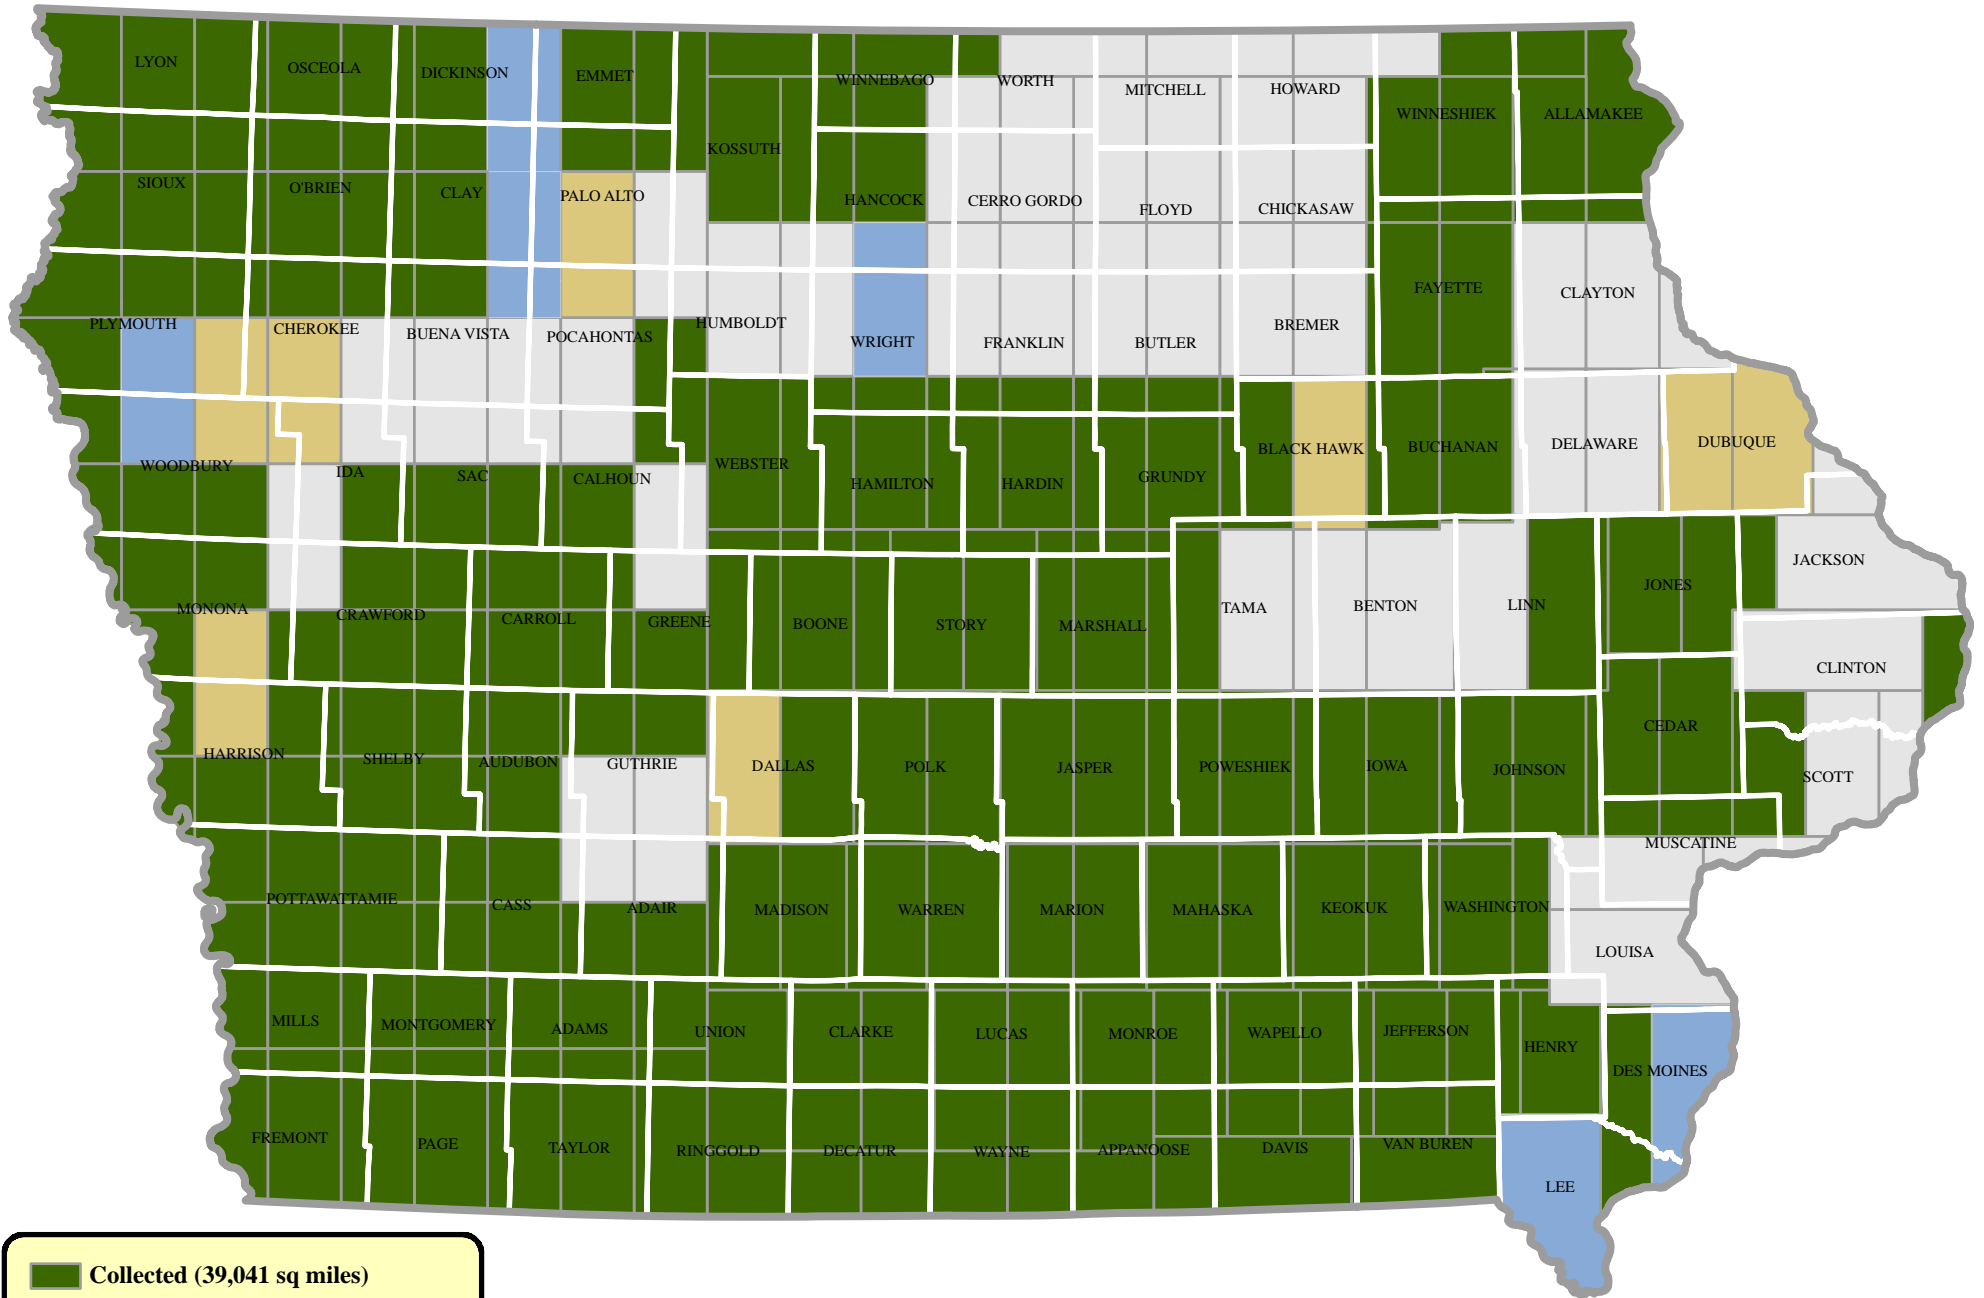 LYON
OSCEOLA
DICKINSON
EMMET
WINNEBAGO
WORTH
MITCHELL
HOWARD
WINNESHIEK
ALLAMAKEE
KOSSUTH
SIOUX
O'BRIEN
CLAY
PALO ALTO
HANCOCK
CERRO GORDO
FLOYD
CHICKASAW
FAYETTE
CLAYTON
PLYMOUTH
CHEROKEE
BUENA VISTA
POCAHONTAS
HUMBOLDT
WRIGHT
FRANKLIN
BUTLER
BREMER
WOODBURY
IDA
SAC
CALHOUN
WEBSTER
HAMILTON
HARDIN
GRUNDY
BLACK HAWK
BUCHANAN
DELAWARE
DUBUQUE
JACKSON
MONONA
CRAWFORD
CARROLL
GREENE
BOONE
STORY
MARSHALL
TAMA
BENTON
LINN
JONES
CLINTON
HARRISON
SHELBY
AUDUBON
GUTHRIE
DALLAS
POLK
JASPER
POWESHIEK
IOWA
JOHNSON
CEDAR
SCOTT
MUSCATINE
POTTAWATTAMIE
CASS
ADAIR
MADISON
WARREN
MARION
MAHASKA
KEOKUK
WASHINGTON
LOUISA
MILLS
MONTGOMERY
ADAMS
UNION
CLARKE
LUCAS
MONROE
WAPELLO
JEFFERSON
HENRY
DES MOINES
FREMONT
PAGE
TAYLOR
RINGGOLD
DECATUR
WAYNE
APPANOOSE
DAVIS
VAN BUREN
LEE
Collected (39,041 sq miles)